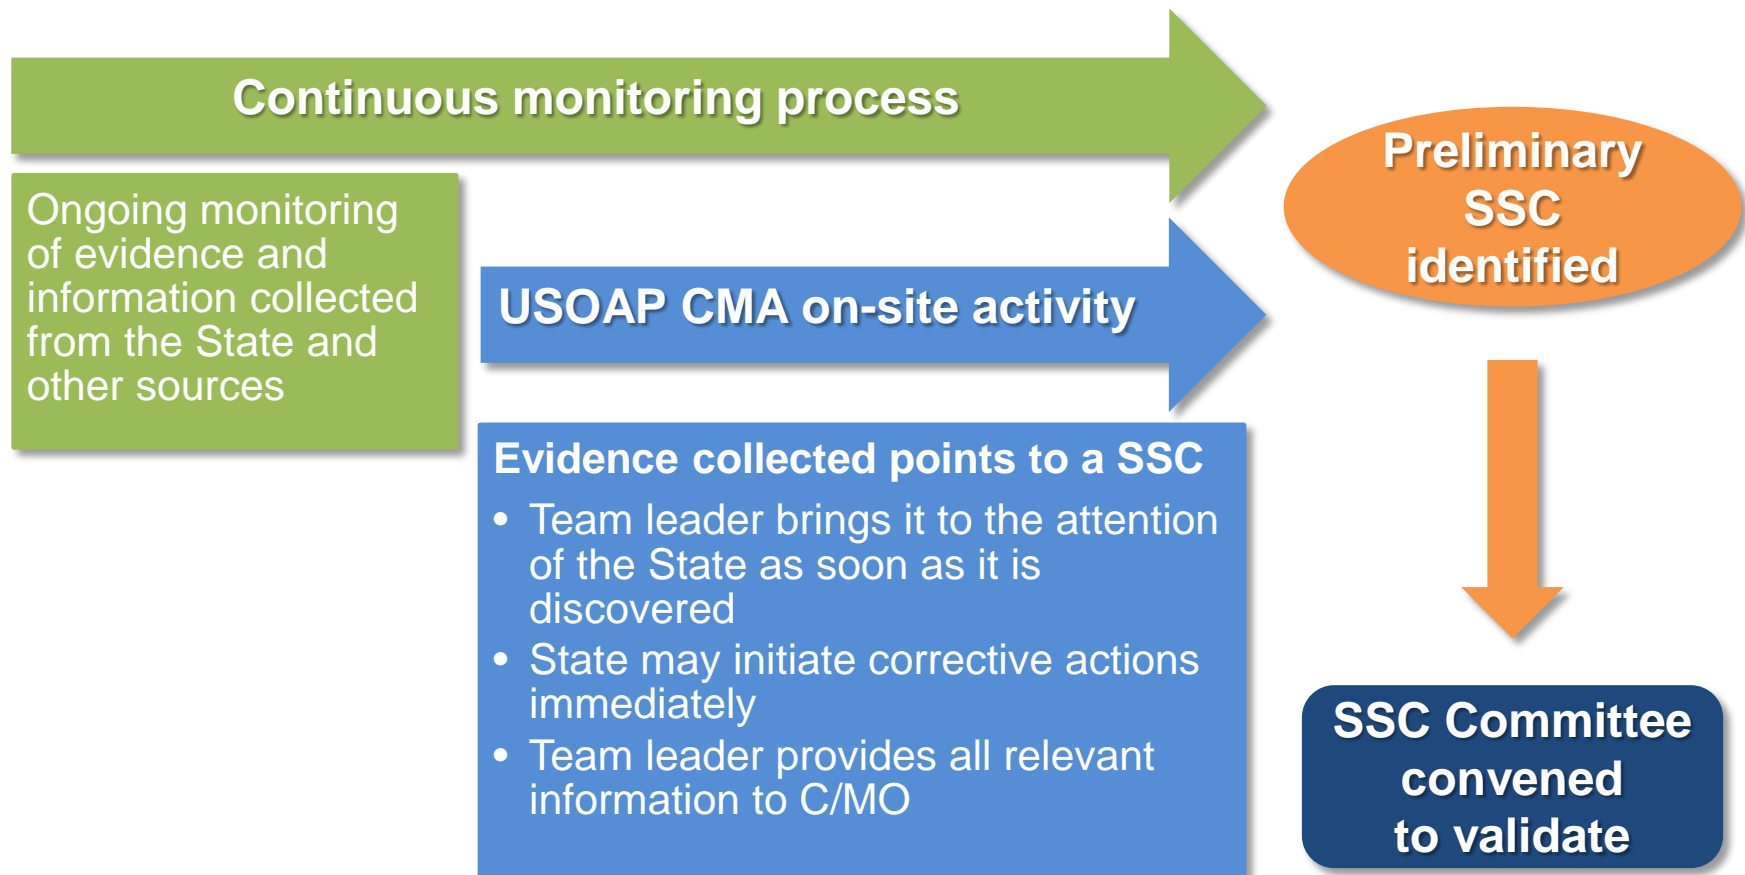 Continuous monitoring process
Ongoing monitoring
of evidence and
information collected
from the State and
other sources
USOAP CMA on-site activity
Evidence collected points to a SSC
• Team leader brings it to the attention
of the State as soon as it is
discovered
• State may initiate corrective actions
immediately
• Team leader provides all relevant
information to C/MO
Preliminary
SSC
identified
SSC Committee
convened
to validate